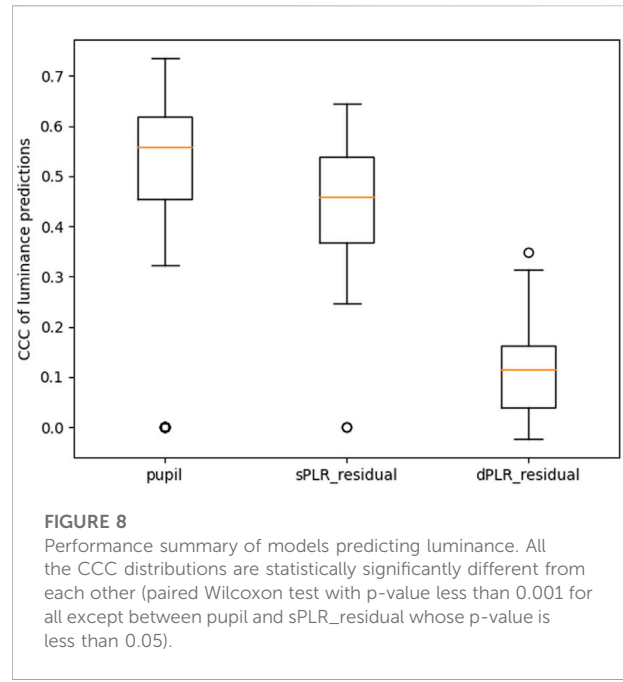 0.7
0.6
0.5
0.4
0.3
0.2
0.1
0.0
CCC of luminance predictions
pupil
sPLR_residual
dPLR_residual
FIGURE 8
Performance summary of models predicting luminance. All
the CCC distributions are statistically significantly different from
each other (paired Wilcoxon test with p-value less than 0.001 for
all except between pupil and sPLR_residual whose p-value is
less than 0.05).